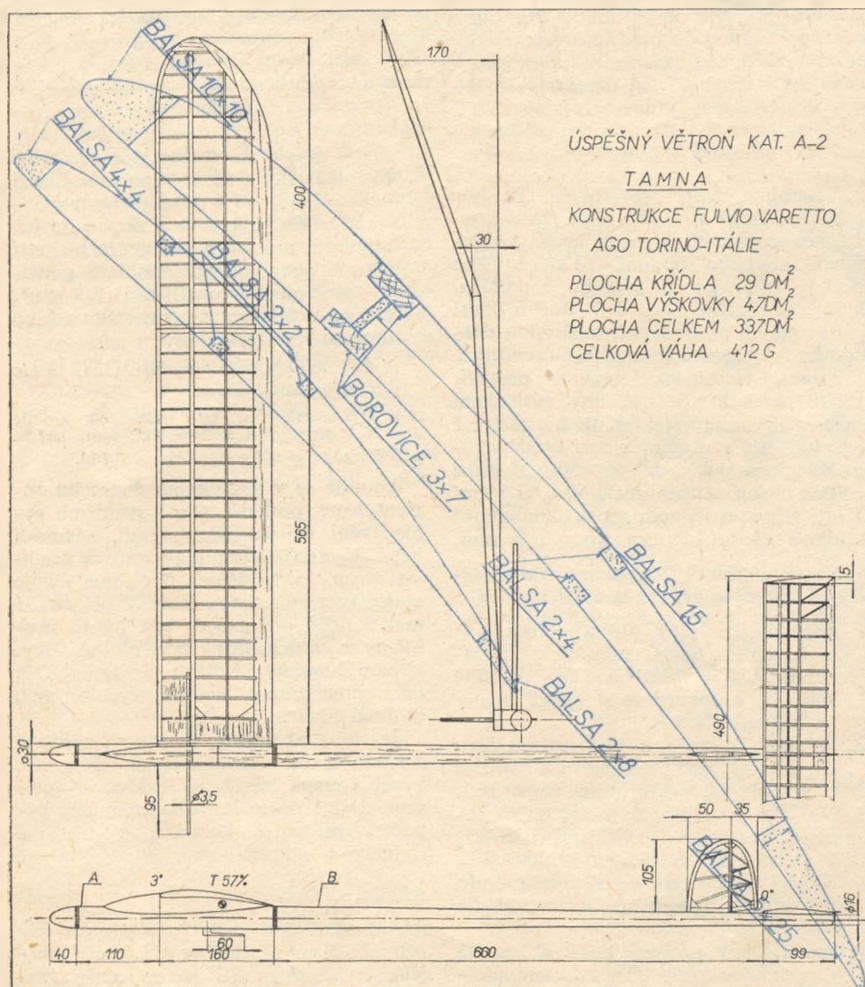 ÚSPĚŠNÝ VĚTROŇ KAT. A-2
TAMNA
KONSTRUKCE FULVIO VARETTO
AGO TORINO-ITÁLIE
PLOCHA KŘÍDLA 29 DM²
PLOCHA VÝŠKOVKY 4,7DM²
PLOCHA CELKEM 33,7DM²
CELKOVÁ VÁHA 412 G
BALSA 10×10
BALSA 4×4
BALSA 2×2
BOROVICE 3×7
BALSA 15
BALSA 2×4
BALSA 2×8
170
400
30
565
5
490
ø30
95
ø3,5
50 35
105
0°
ø16
A
3°
T 57%
B
60
40
110
160
660
99